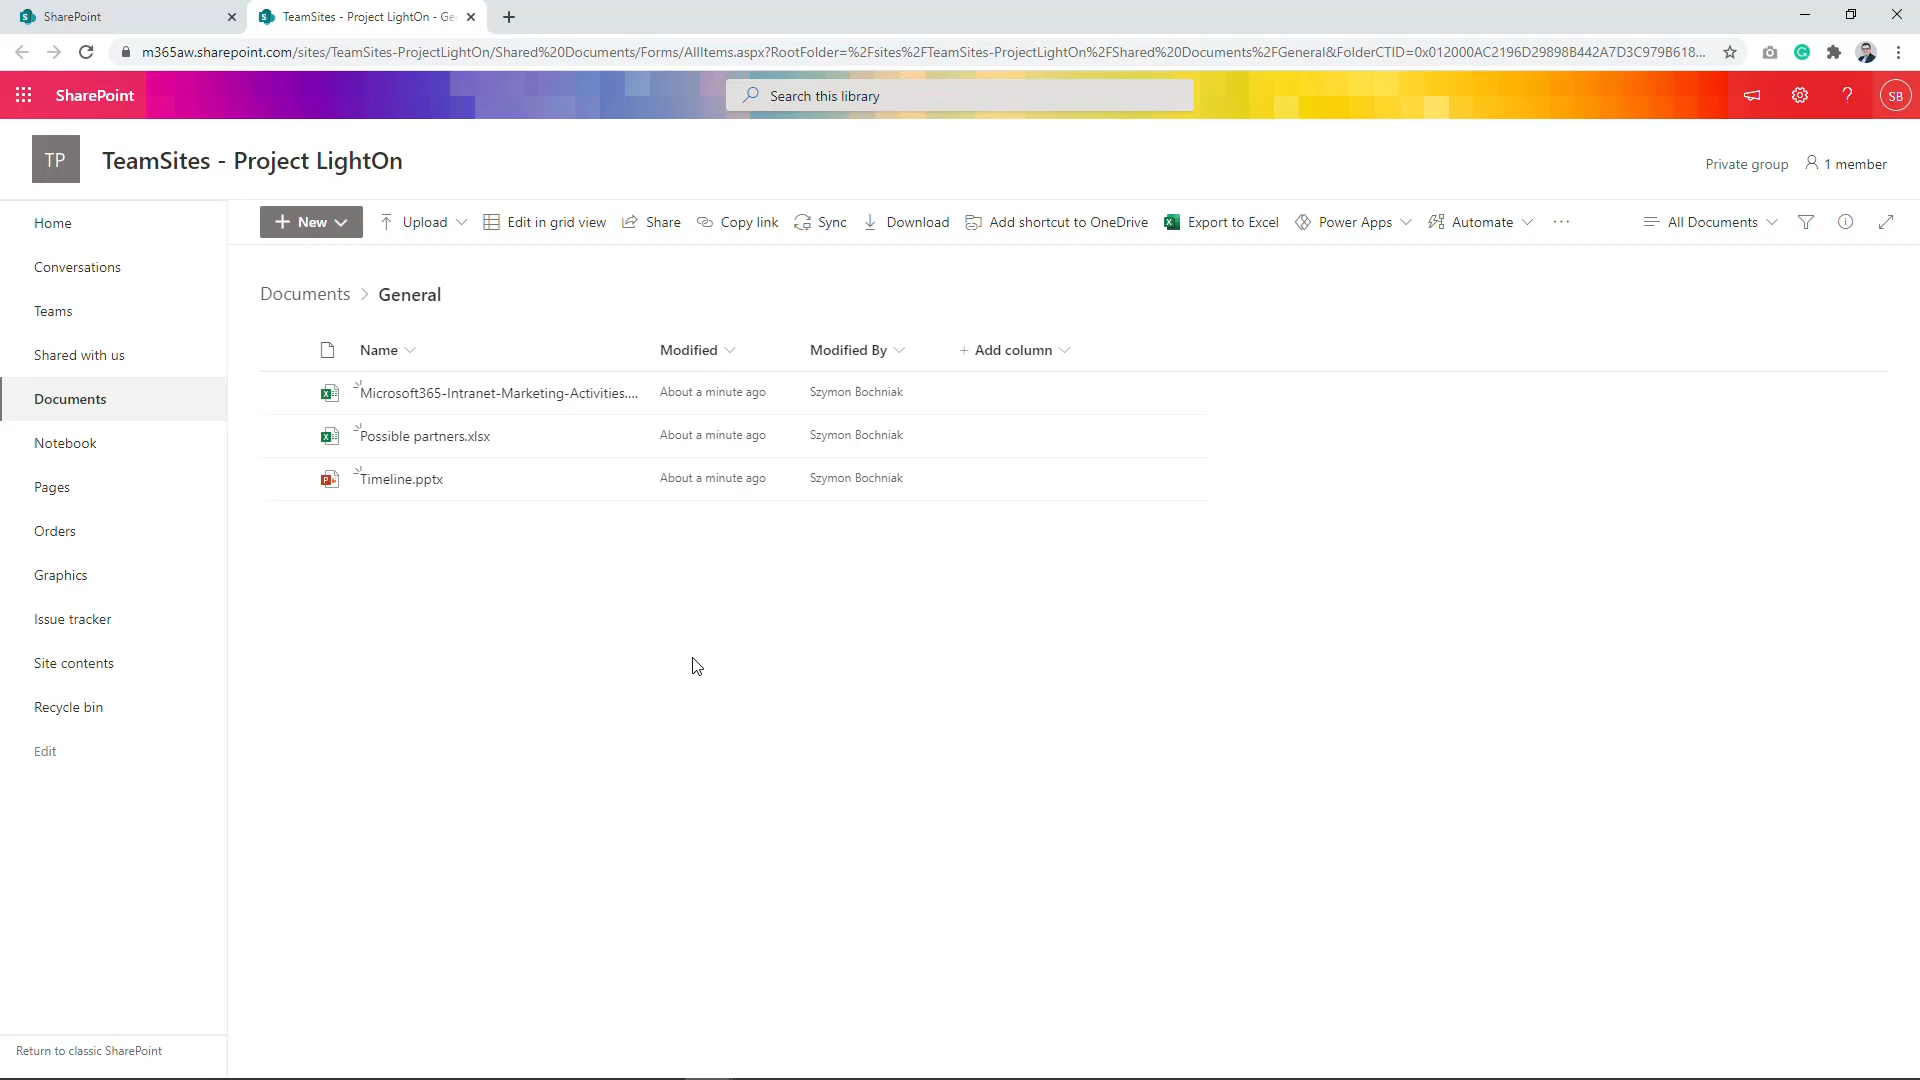 SharePoint
TeamSites - Project LightOn - Ge
m365aw.sharepoint.com/sites/TeamSites-ProjectLightOn/Shared%20Documents/Forms/AllItems.aspx?RootFolder=%2Fsites%2FTeamSites-ProjectLightOn%2FShared%20Documents%2FGeneral&FolderCTID=0x012000AC2196D29898B442A7D3C979B618...
SharePoint
Search this library
SB
TP
TeamSites - Project LightOn
Private group
1 member
Home
Conversations
Teams
Shared with us
Documents
Notebook
Pages
Orders
Graphics
Issue tracker
Site contents
Recycle bin
Edit
Return to classic SharePoint
+ New
Upload
Edit in grid view
Share
Copy link
Sync
Download
Add shortcut to OneDrive
Export to Excel
Power Apps
Automate
...
All Documents
Documents > General
Name Modified Modified By + Add column
Microsoft365-Intranet-Marketing-Activities.... About a minute ago Szymon Bochniak
Possible partners.xlsx About a minute ago Szymon Bochniak
Timeline.pptx About a minute ago Szymon Bochniak